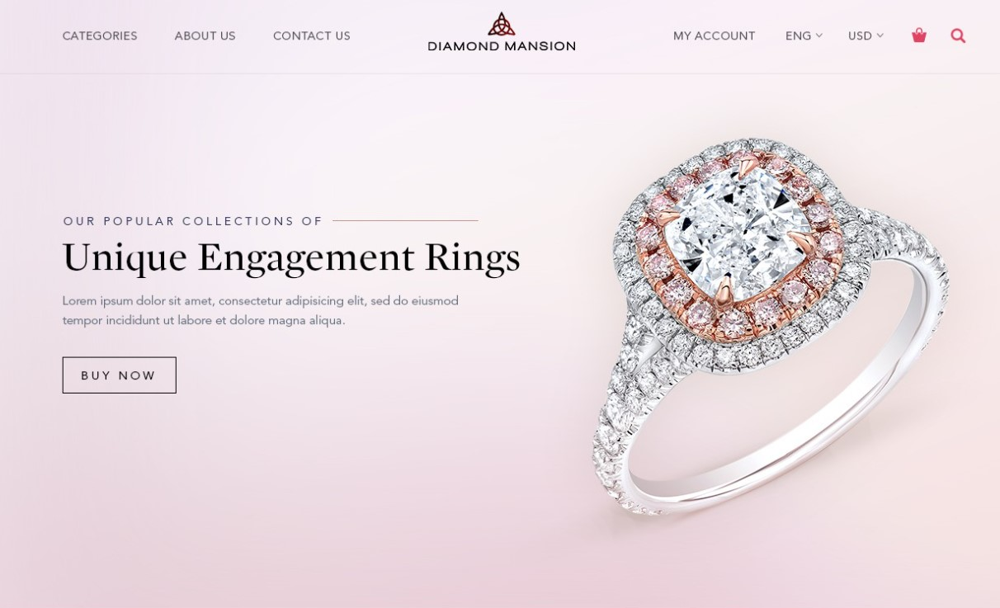 CATEGORIES ABOUT US CONTACT US DIAMOND MANSION MY ACCOUNT ENG USD
OUR POPULAR COLLECTIONS OF
Unique Engagement Rings
Lorem ipsum dolor sit amet, consectetur adipisicing elit, sed do eiusmod
tempor incididunt ut labore et dolore magna aliqua.
BUY NOW